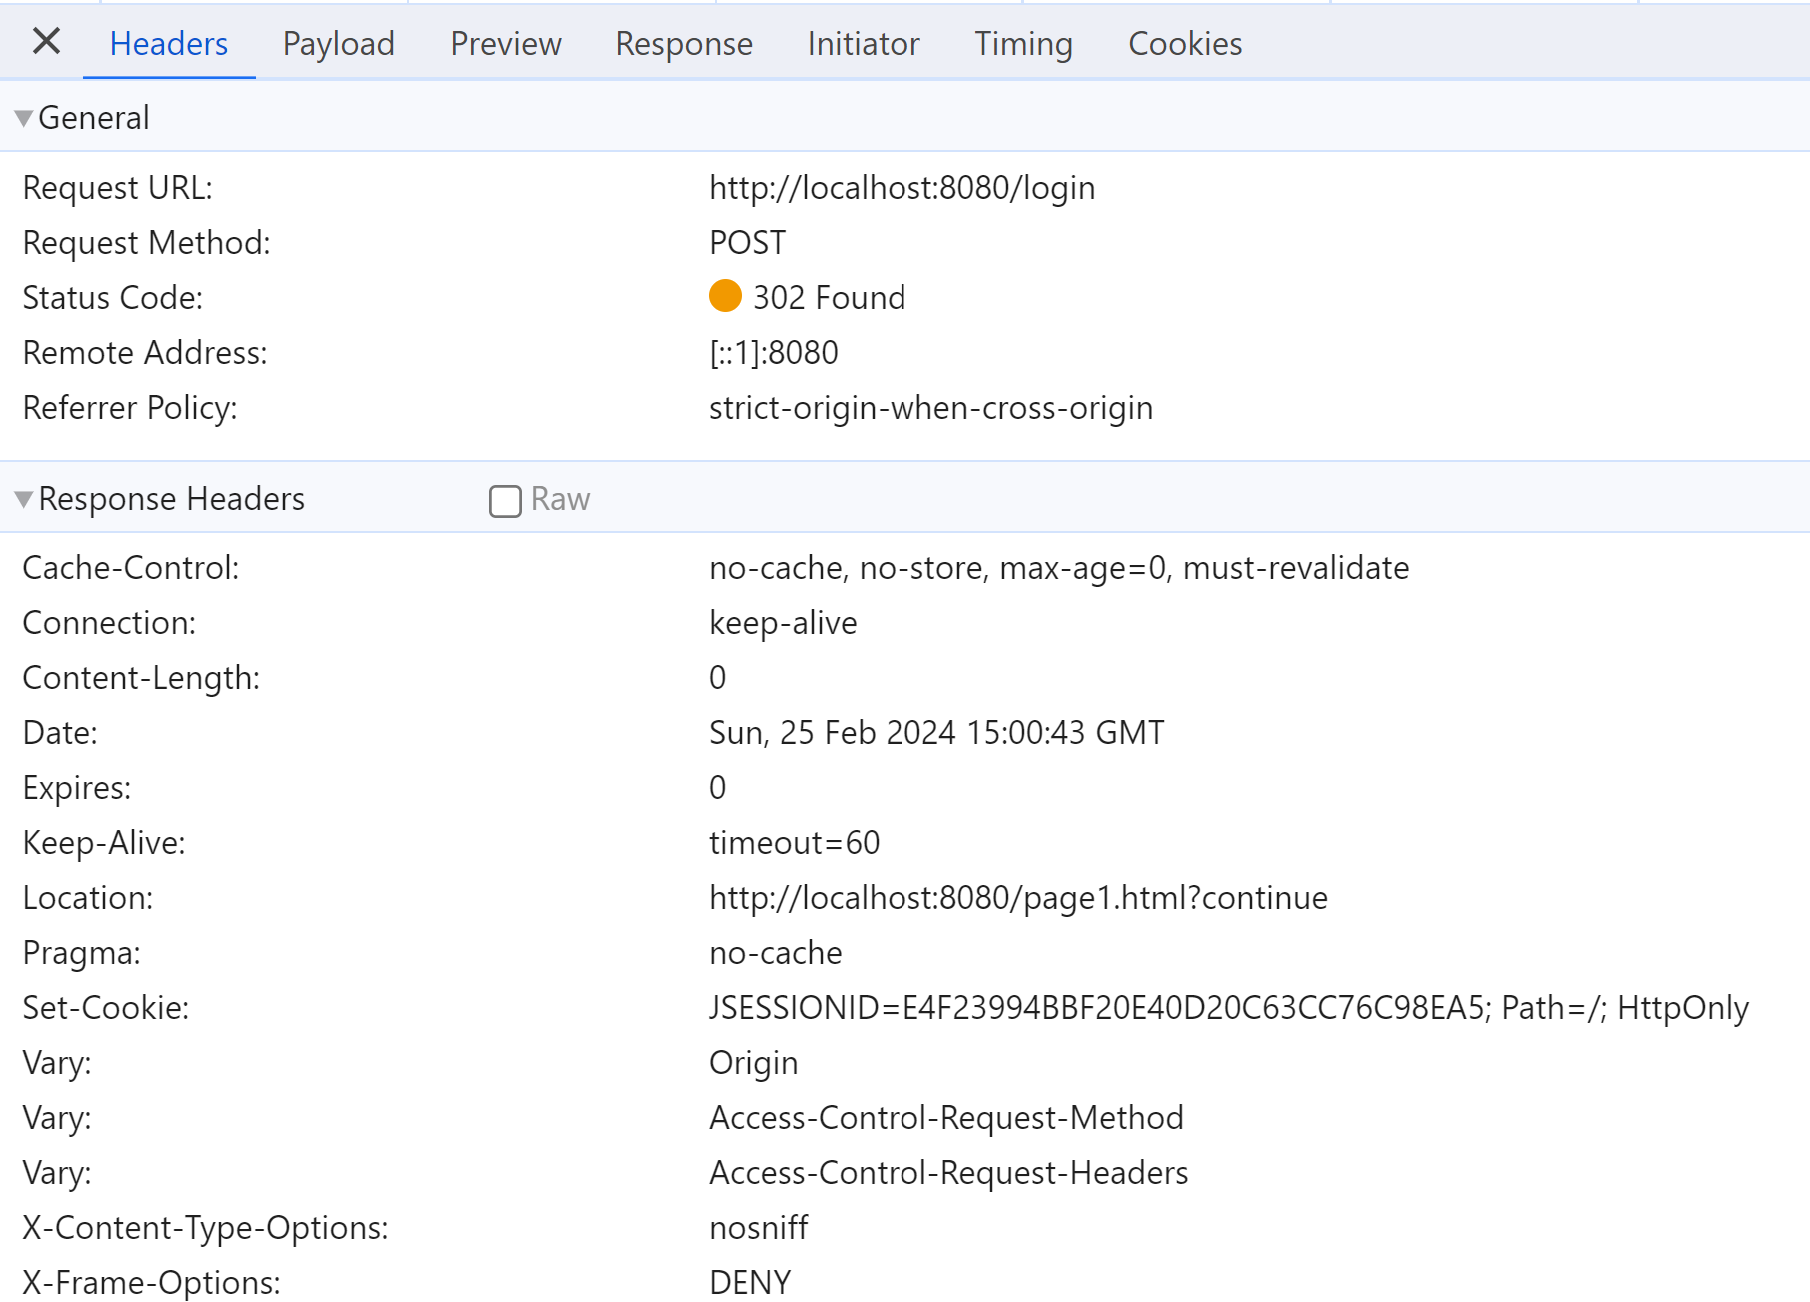 Headers Payload Preview Response Initiator Timing Cookies
General
Request URL: http://localhost:8080/login
Request Method: POST
Status Code: 302 Found
Remote Address: [::1]:8080
Referrer Policy: strict-origin-when-cross-origin
Response Headers Raw
Cache-Control: no-cache, no-store, max-age=0, must-revalidate
Connection: keep-alive
Content-Length: 0
Date: Sun, 25 Feb 2024 15:00:43 GMT
Expires: 0
Keep-Alive: timeout=60
Location: http://localhost:8080/page1.html?continue
Pragma: no-cache
Set-Cookie: JSESSIONID=E4F23994BBF20E40D20C63CC76C98EA5; Path=/; HttpOnly
Vary: Origin
Vary: Access-Control-Request-Method
Vary: Access-Control-Request-Headers
X-Content-Type-Options: nosniff
X-Frame-Options: DENY